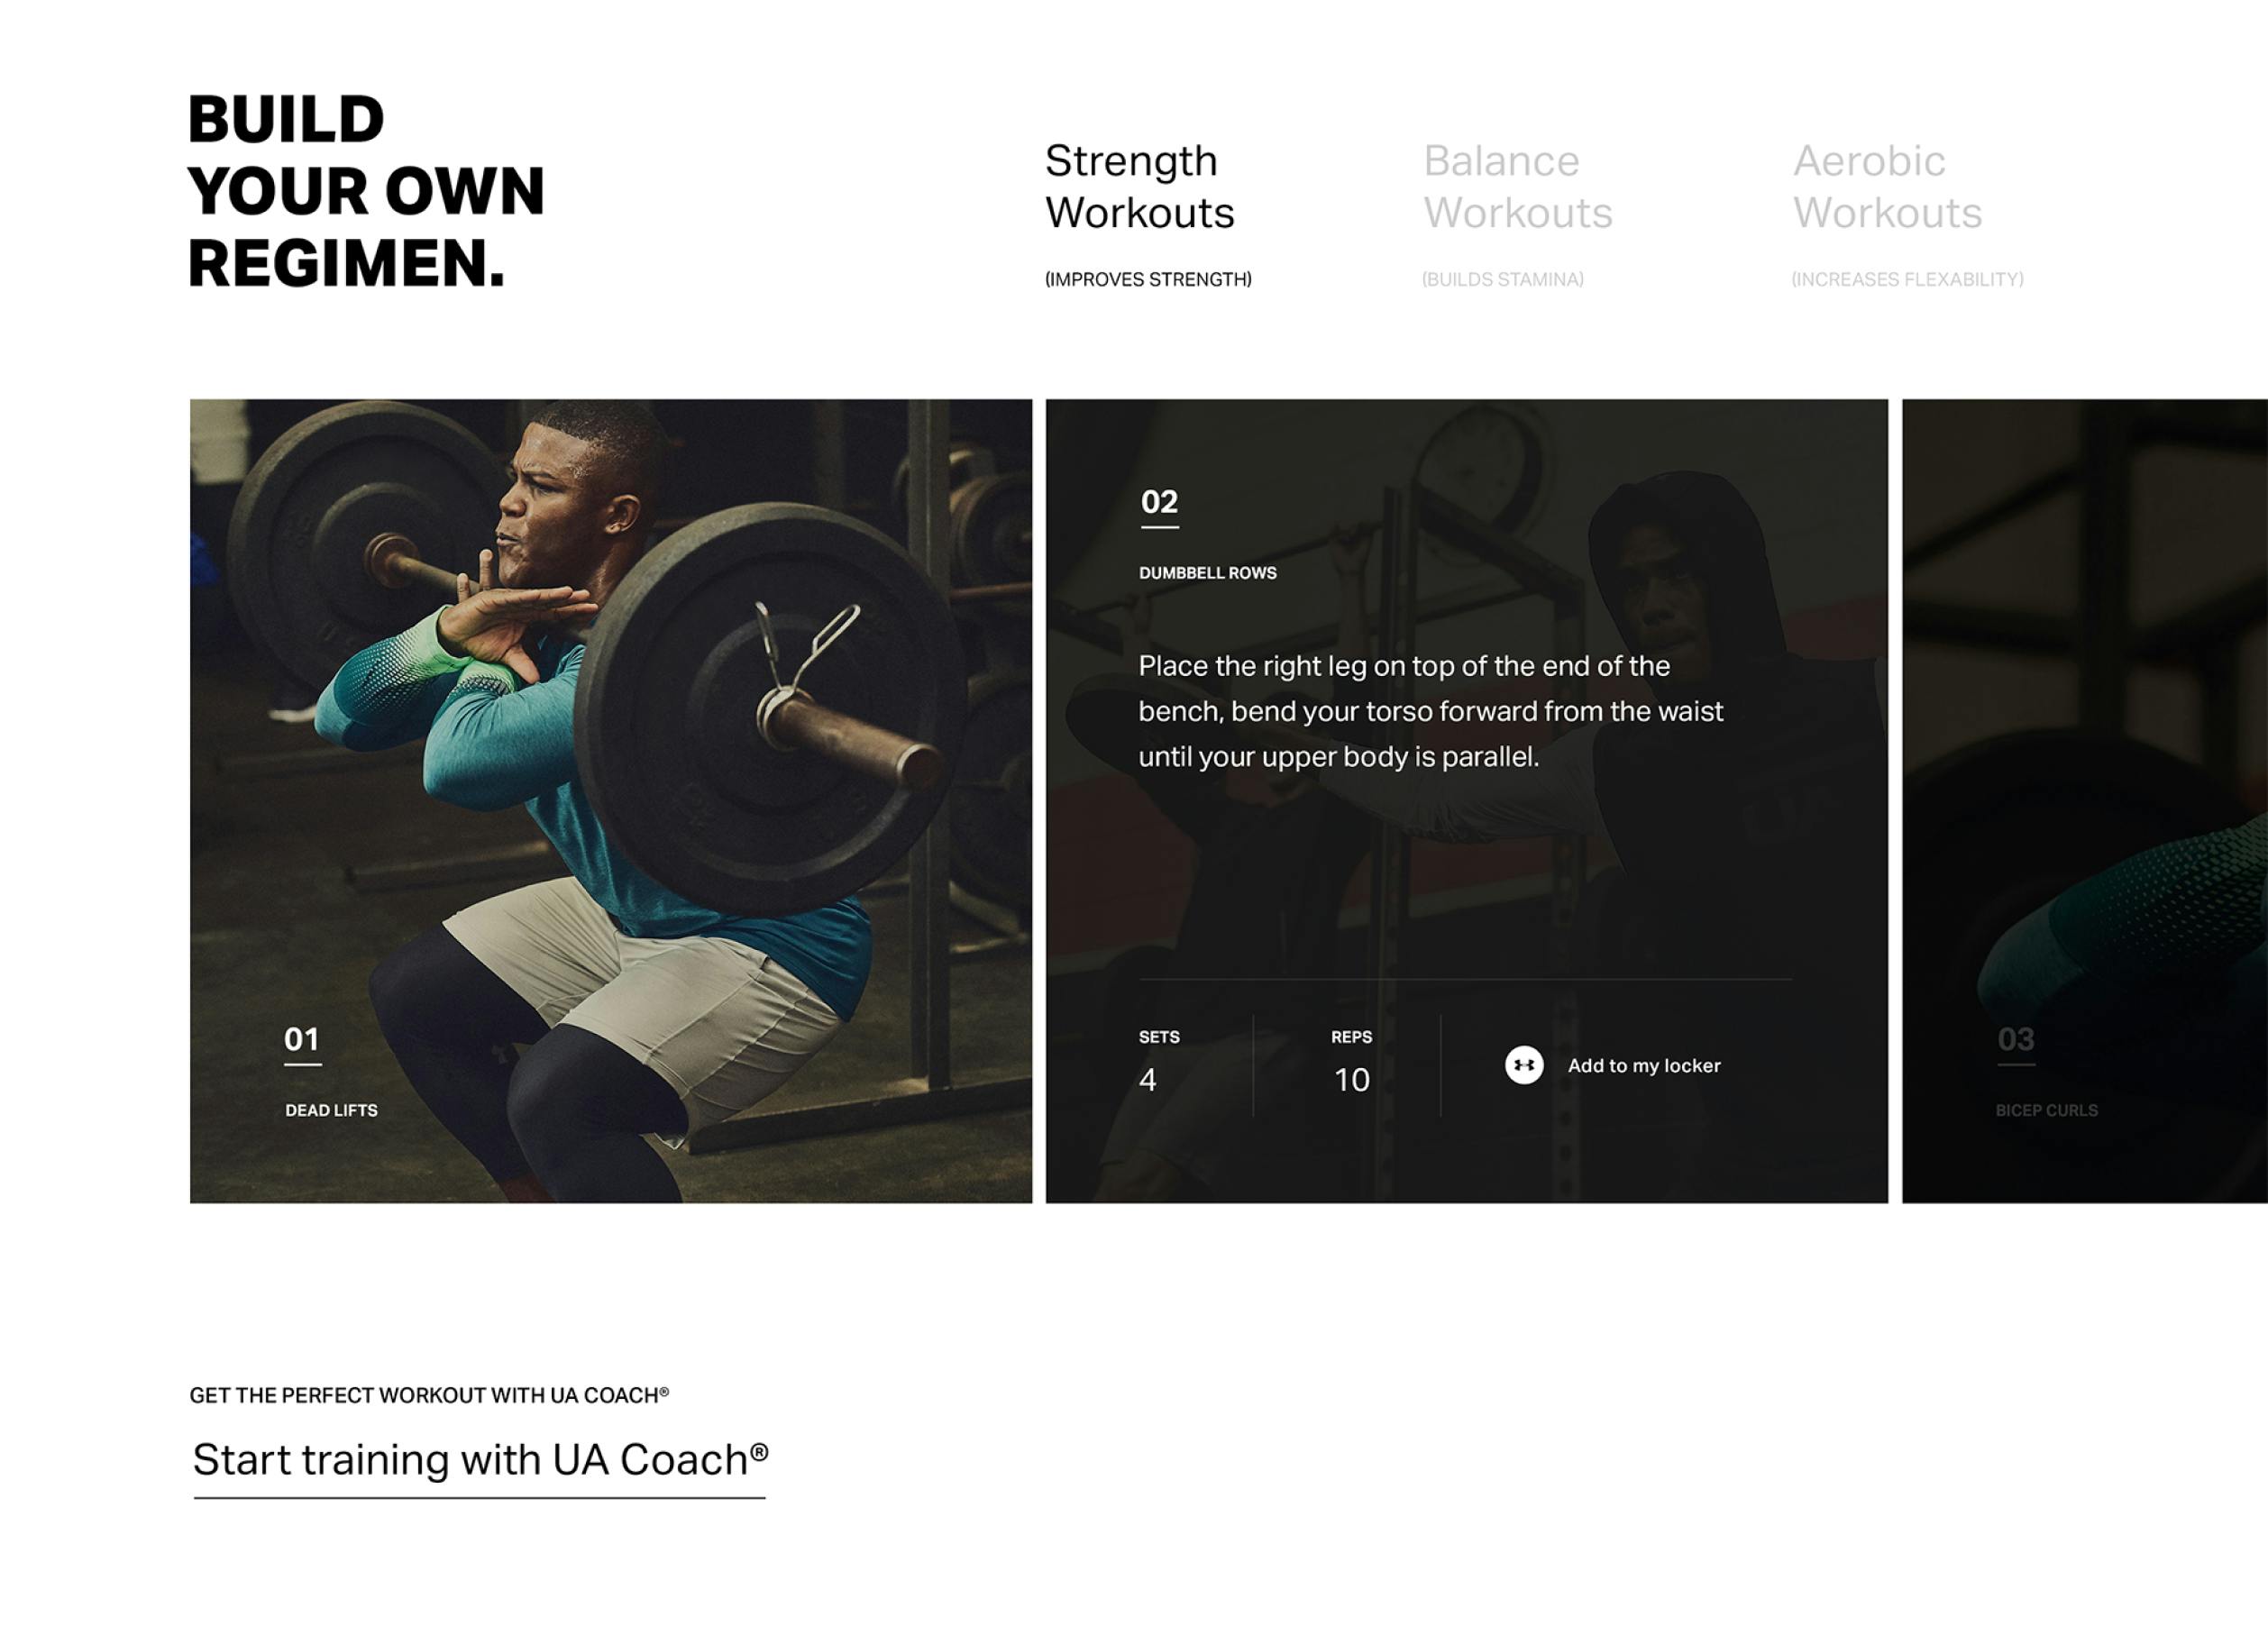 BUILD
YOUR OWN
REGIMEN.
Strength
Workouts
(IMPROVES STRENGTH)
Balance
Workouts
(BUILDS STAMINA)
Aerobic
Workouts
(INCREASES FLEXABILITY)
01
DEAD LIFTS
02
DUMBBELL ROWS
Place the right leg on top of the end of the
bench, bend your torso forward from the waist
until your upper body is parallel.
SETS
4
REPS
10
Add to my locker
03
BICEP CURLS
GET THE PERFECT WORKOUT WITH UA COACH®
Start training with UA Coach®